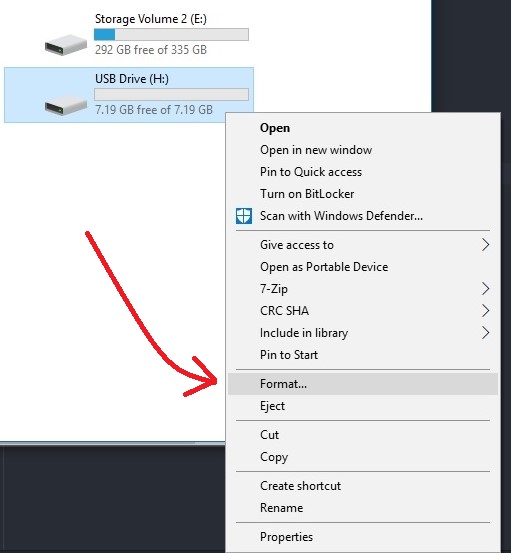 Storage Volume 2 (E:)
292 GB free of 335 GB
USB Drive (H:)
7.19 GB free of 7.19 GB
Open
Open in new window
Pin to Quick access
Turn on BitLocker
Scan with Windows Defender...
Give access to
Open as Portable Device
7-Zip
CRC SHA
Include in library
Pin to Start
Format...
Eject
Cut
Copy
Create shortcut
Rename
Properties